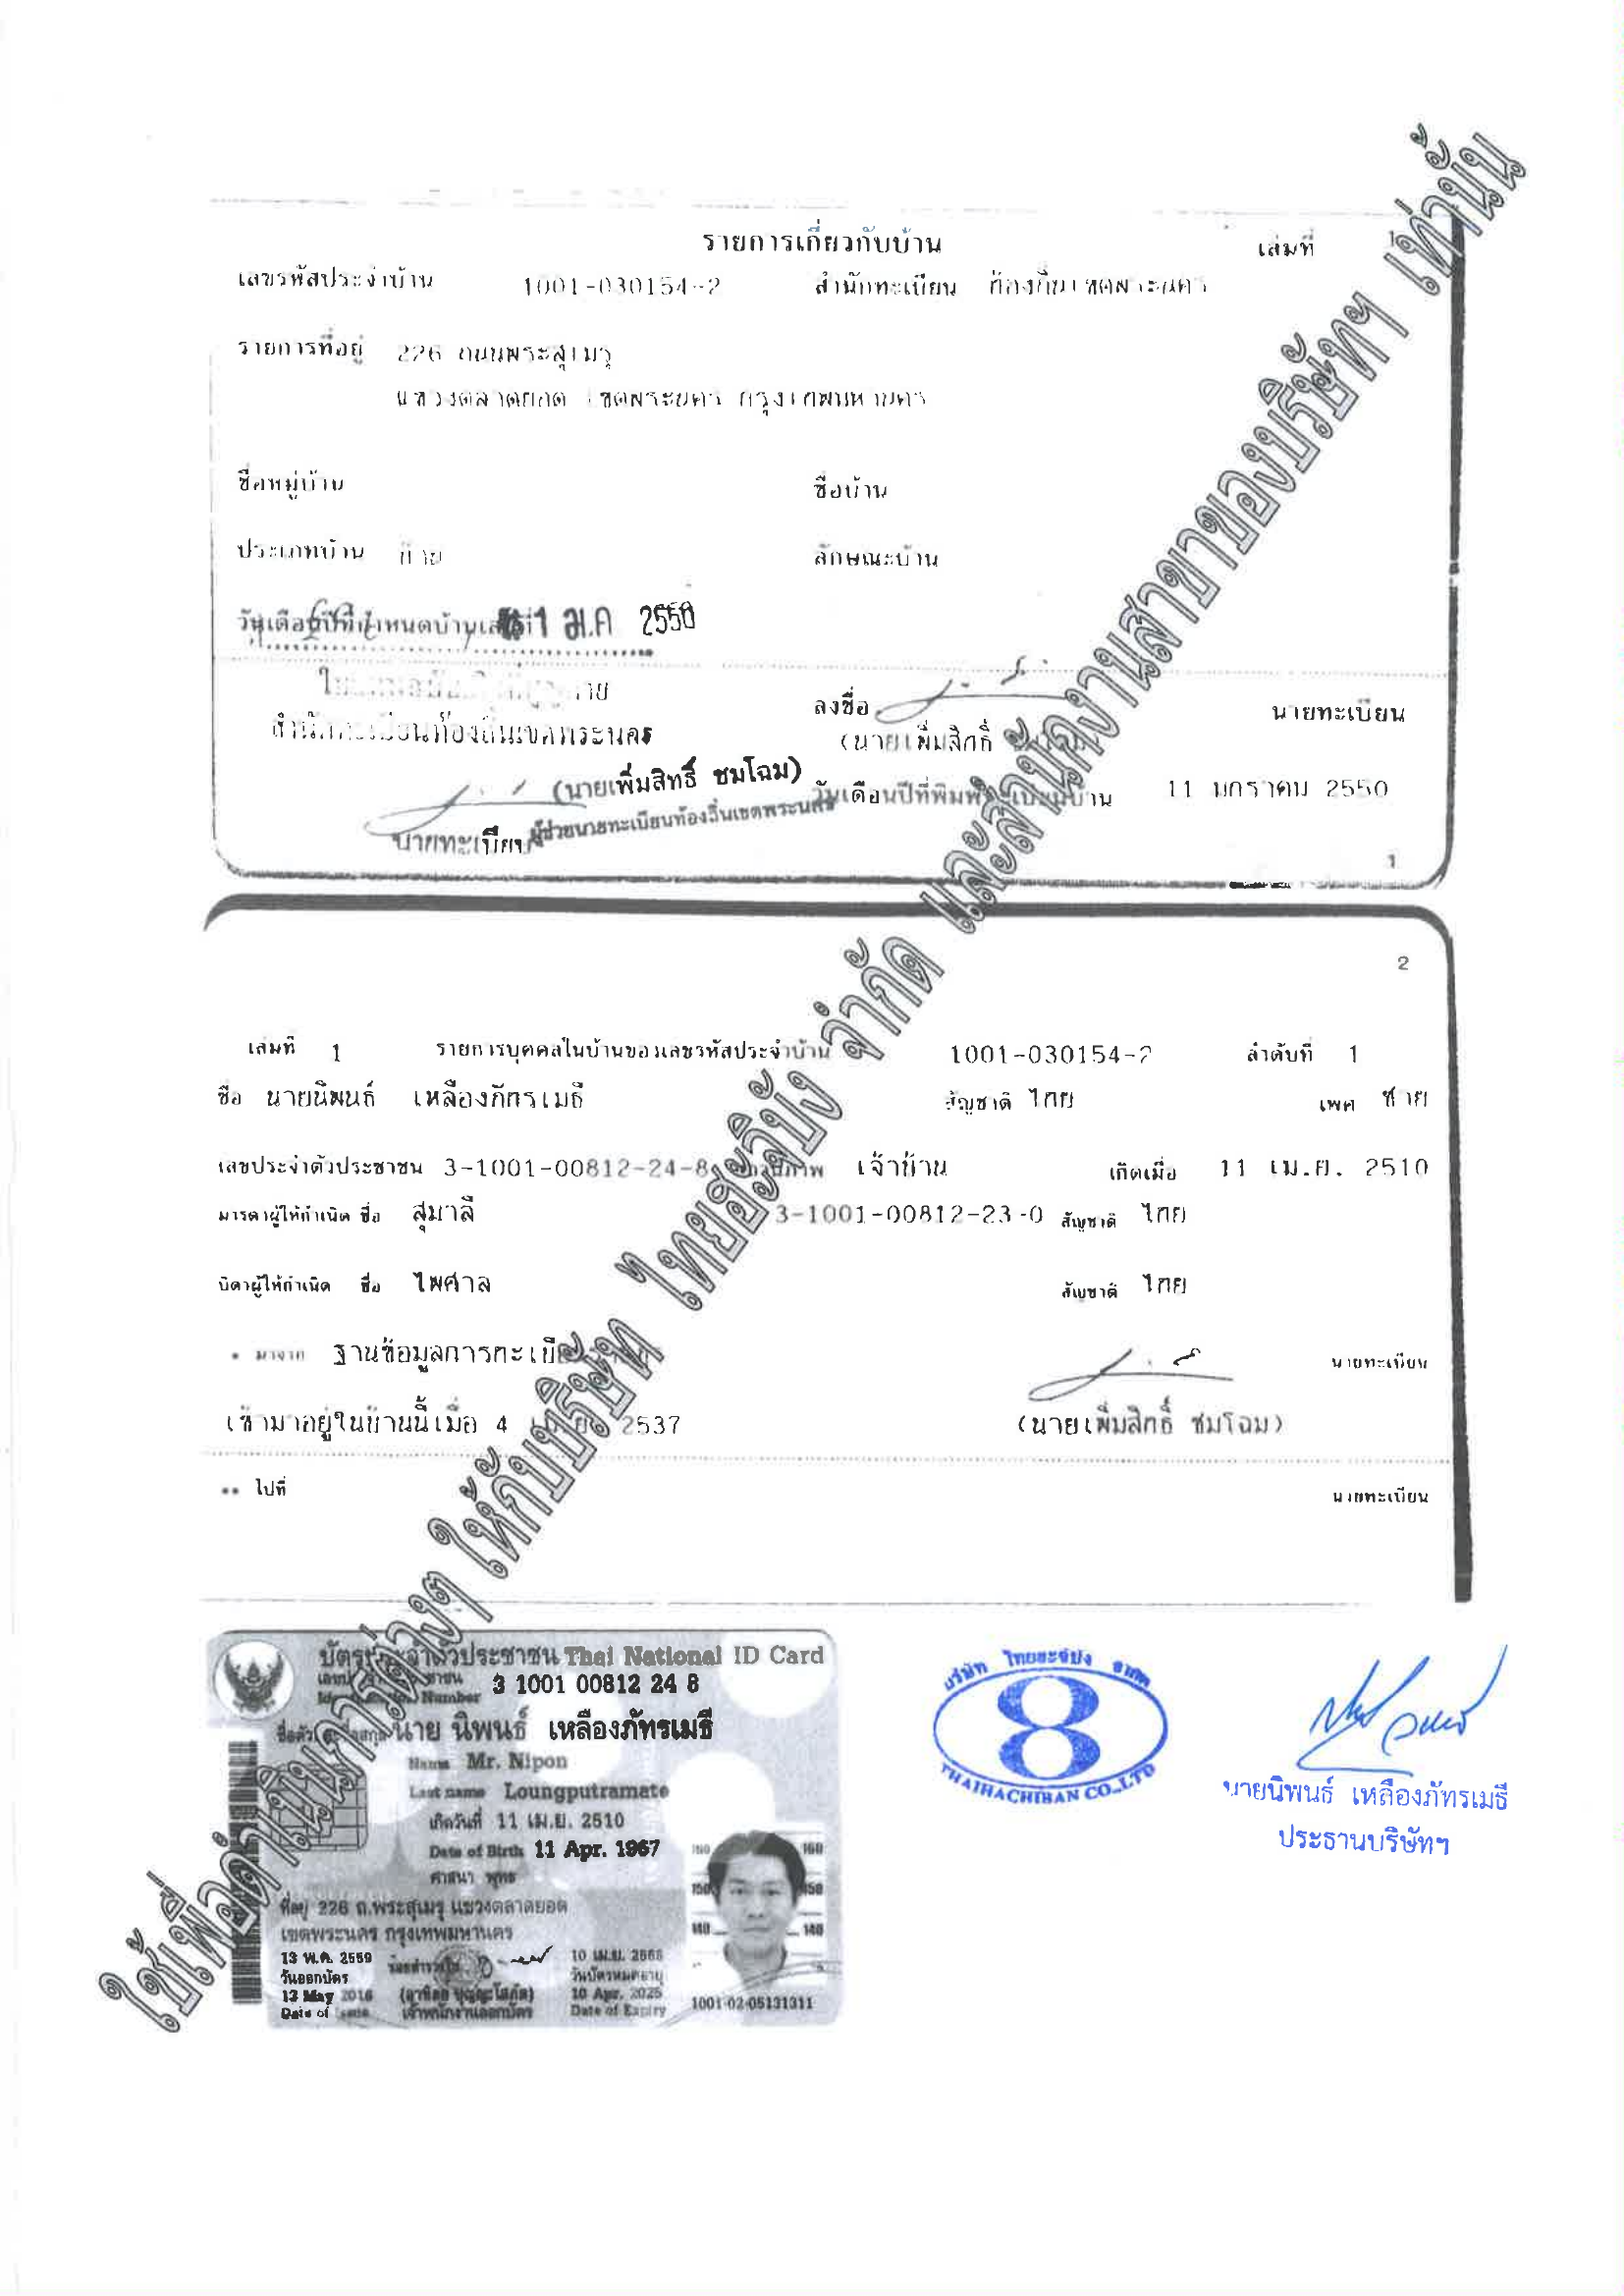 รายการเกี่ยวกับบ้าน เล่มที่ 1
เลขรหัสประจำบ้าน 1001-030154-2 สำนักทะเบียน ท้องถิ่นเขตพระนคร
รายการที่อยู่ 226 ถนนพระสุเมรุ
แขวงตลาดยอด เขตพระนคร กรุงเทพมหานคร
ชื่อหมู่บ้าน ชื่อบ้าน
ประเภทบ้าน บ้าน ลักษณะบ้าน
วันเดือนปีที่กำหนดบ้านเลขที่ 11 ม.ค 2550
สำนักทะเบียนท้องถิ่นเขตพระนคร
ลงชื่อ นายทะเบียน
(นายเพิ่มสิทธิ์
(นายเพิ่มสิทธิ์ ชมโฉม)
ผู้ช่วยนายทะเบียนท้องถิ่นเขตพระนคร
นายทะเบียน
วันเดือนปีที่พิมพ์ทะเบียนบ้าน 11 มกราคม 2550
1
2
เล่มที่ 1 รายการบุคคลในบ้านของเลขรหัสประจำบ้าน 1001-030154-2 ลำดับที่ 1
ชื่อ นายนิพนธ์ เหลืองภัทรเมธี สัญชาติ ไทย เพศ ชาย
เลขประจำตัวประชาชน 3-1001-00812-24-8 สถานภาพ เจ้าบ้าน เกิดเมื่อ 11 เม.ย. 2510
มารดาผู้ให้กำเนิด ชื่อ สุมาลี 3-1001-00812-23-0 สัญชาติ ไทย
บิดาผู้ให้กำเนิด ชื่อ ไพศาล สัญชาติ ไทย
* มาจาก ฐานข้อมูลการทะเบียน นายทะเบียน
เข้ามาอยู่ในบ้านนี้เมื่อ 4 2537 (นายเพิ่มสิทธิ์ ชมโฉม)
** ไปที่ นายทะเบียน
ใช้เพื่อดำเนินการต่างๆ ให้กับบริษัท ไทยฮะจิบัง จำกัด และสำนักงานสาขาของบริษัทฯ เท่านั้น
บัตรประจำตัวประชาชน Thai National ID Card
3 1001 00812 24 8
Identification Number
ชื่อตัวและชื่อสกุล นาย นิพนธ์ เหลืองภัทรเมธี
Name Mr. Nipon
Last name Loungputramate
เกิดวันที่ 11 เม.ย. 2510
Date of Birth 11 Apr. 1967
ศาสนา พุทธ
ที่อยู่ 226 ถ.พระสุเมรุ แขวงตลาดยอด
เขตพระนคร กรุงเทพมหานคร
13 พ.ค. 2559
วันออกบัตร
13 May 2016
Date of Issue
เจ้าพนักงานออกบัตร
10 เม.ย. 2568
วันบัตรหมดอายุ
10 Apr. 2025
Date of Expiry
160 160
150 150
140 140
1001-02-05131311
บริษัท ไทยฮะจิบัง จำกัด
8
THAIHACHIBAN CO.,LTD
นายนิพนธ์ เหลืองภัทรเมธี
ประธานบริษัทฯ